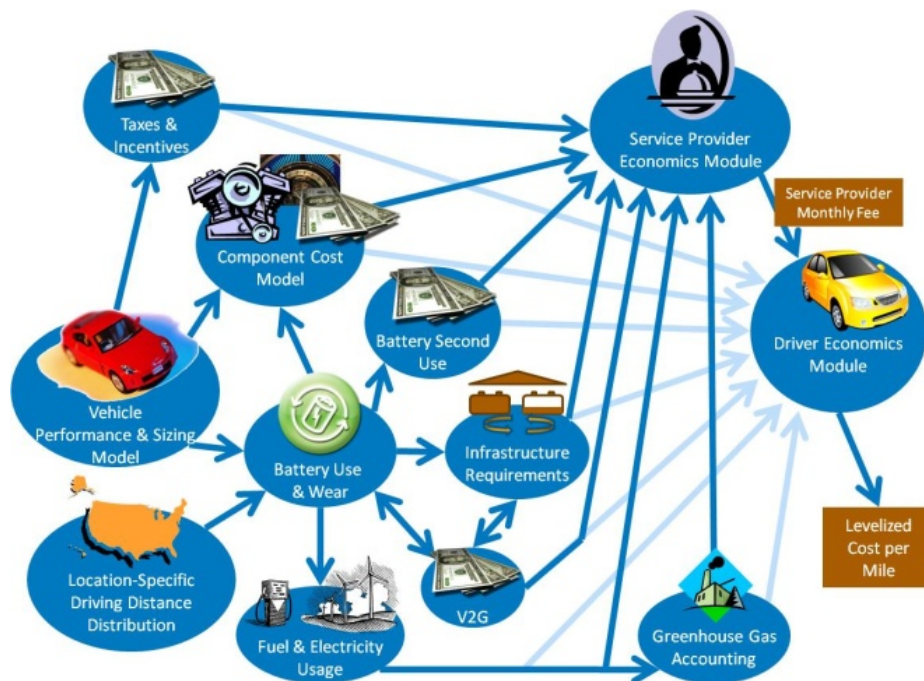 Taxes &
Incentives
Service Provider
Economics Module
Service Provider
Monthly Fee
Component Cost
Model
Battery Second
Use
Driver Economics
Module
Vehicle
Performance & Sizing
Model
Battery Use
& Wear
Infrastructure
Requirements
Levelized
Cost per
Mile
Location-Specific
Driving Distance
Distribution
V2G
Fuel & Electricity
Usage
Greenhouse Gas
Accounting